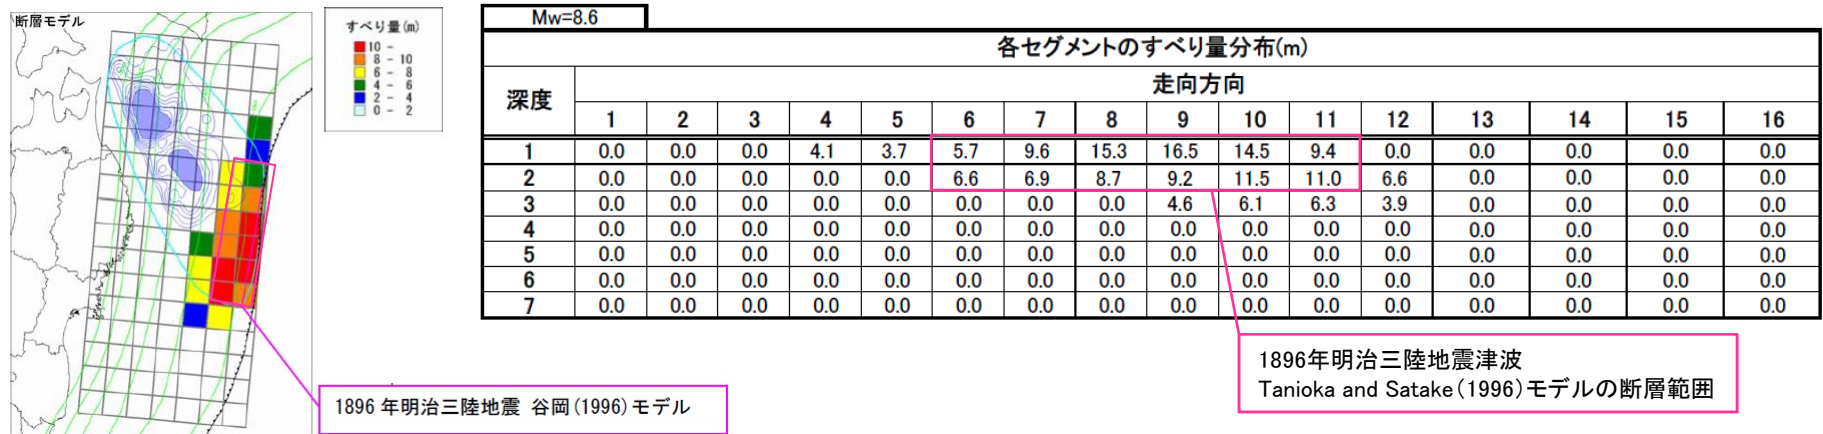 断層モデル
すべり量(m)
10 -
8 - 10
6 - 8
4 - 6
2 - 4
0 - 2
1896 年明治三陸地震 谷岡(1996)モデル
Mw=8.6
各セグメントのすべり量分布(m)
深度
走向方向
1 2 3 4 5 6 7 8 9 10 11 12 13 14 15 16
1 0.0 0.0 0.0 4.1 3.7 5.7 9.6 15.3 16.5 14.5 9.4 0.0 0.0 0.0 0.0 0.0
2 0.0 0.0 0.0 0.0 0.0 6.6 6.9 8.7 9.2 11.5 11.0 6.6 0.0 0.0 0.0 0.0
3 0.0 0.0 0.0 0.0 0.0 0.0 0.0 0.0 4.6 6.1 6.3 3.9 0.0 0.0 0.0 0.0
4 0.0 0.0 0.0 0.0 0.0 0.0 0.0 0.0 0.0 0.0 0.0 0.0 0.0 0.0 0.0 0.0
5 0.0 0.0 0.0 0.0 0.0 0.0 0.0 0.0 0.0 0.0 0.0 0.0 0.0 0.0 0.0 0.0
6 0.0 0.0 0.0 0.0 0.0 0.0 0.0 0.0 0.0 0.0 0.0 0.0 0.0 0.0 0.0 0.0
7 0.0 0.0 0.0 0.0 0.0 0.0 0.0 0.0 0.0 0.0 0.0 0.0 0.0 0.0 0.0 0.0
1896年明治三陸地震津波
Tanioka and Satake(1996)モデルの断層範囲